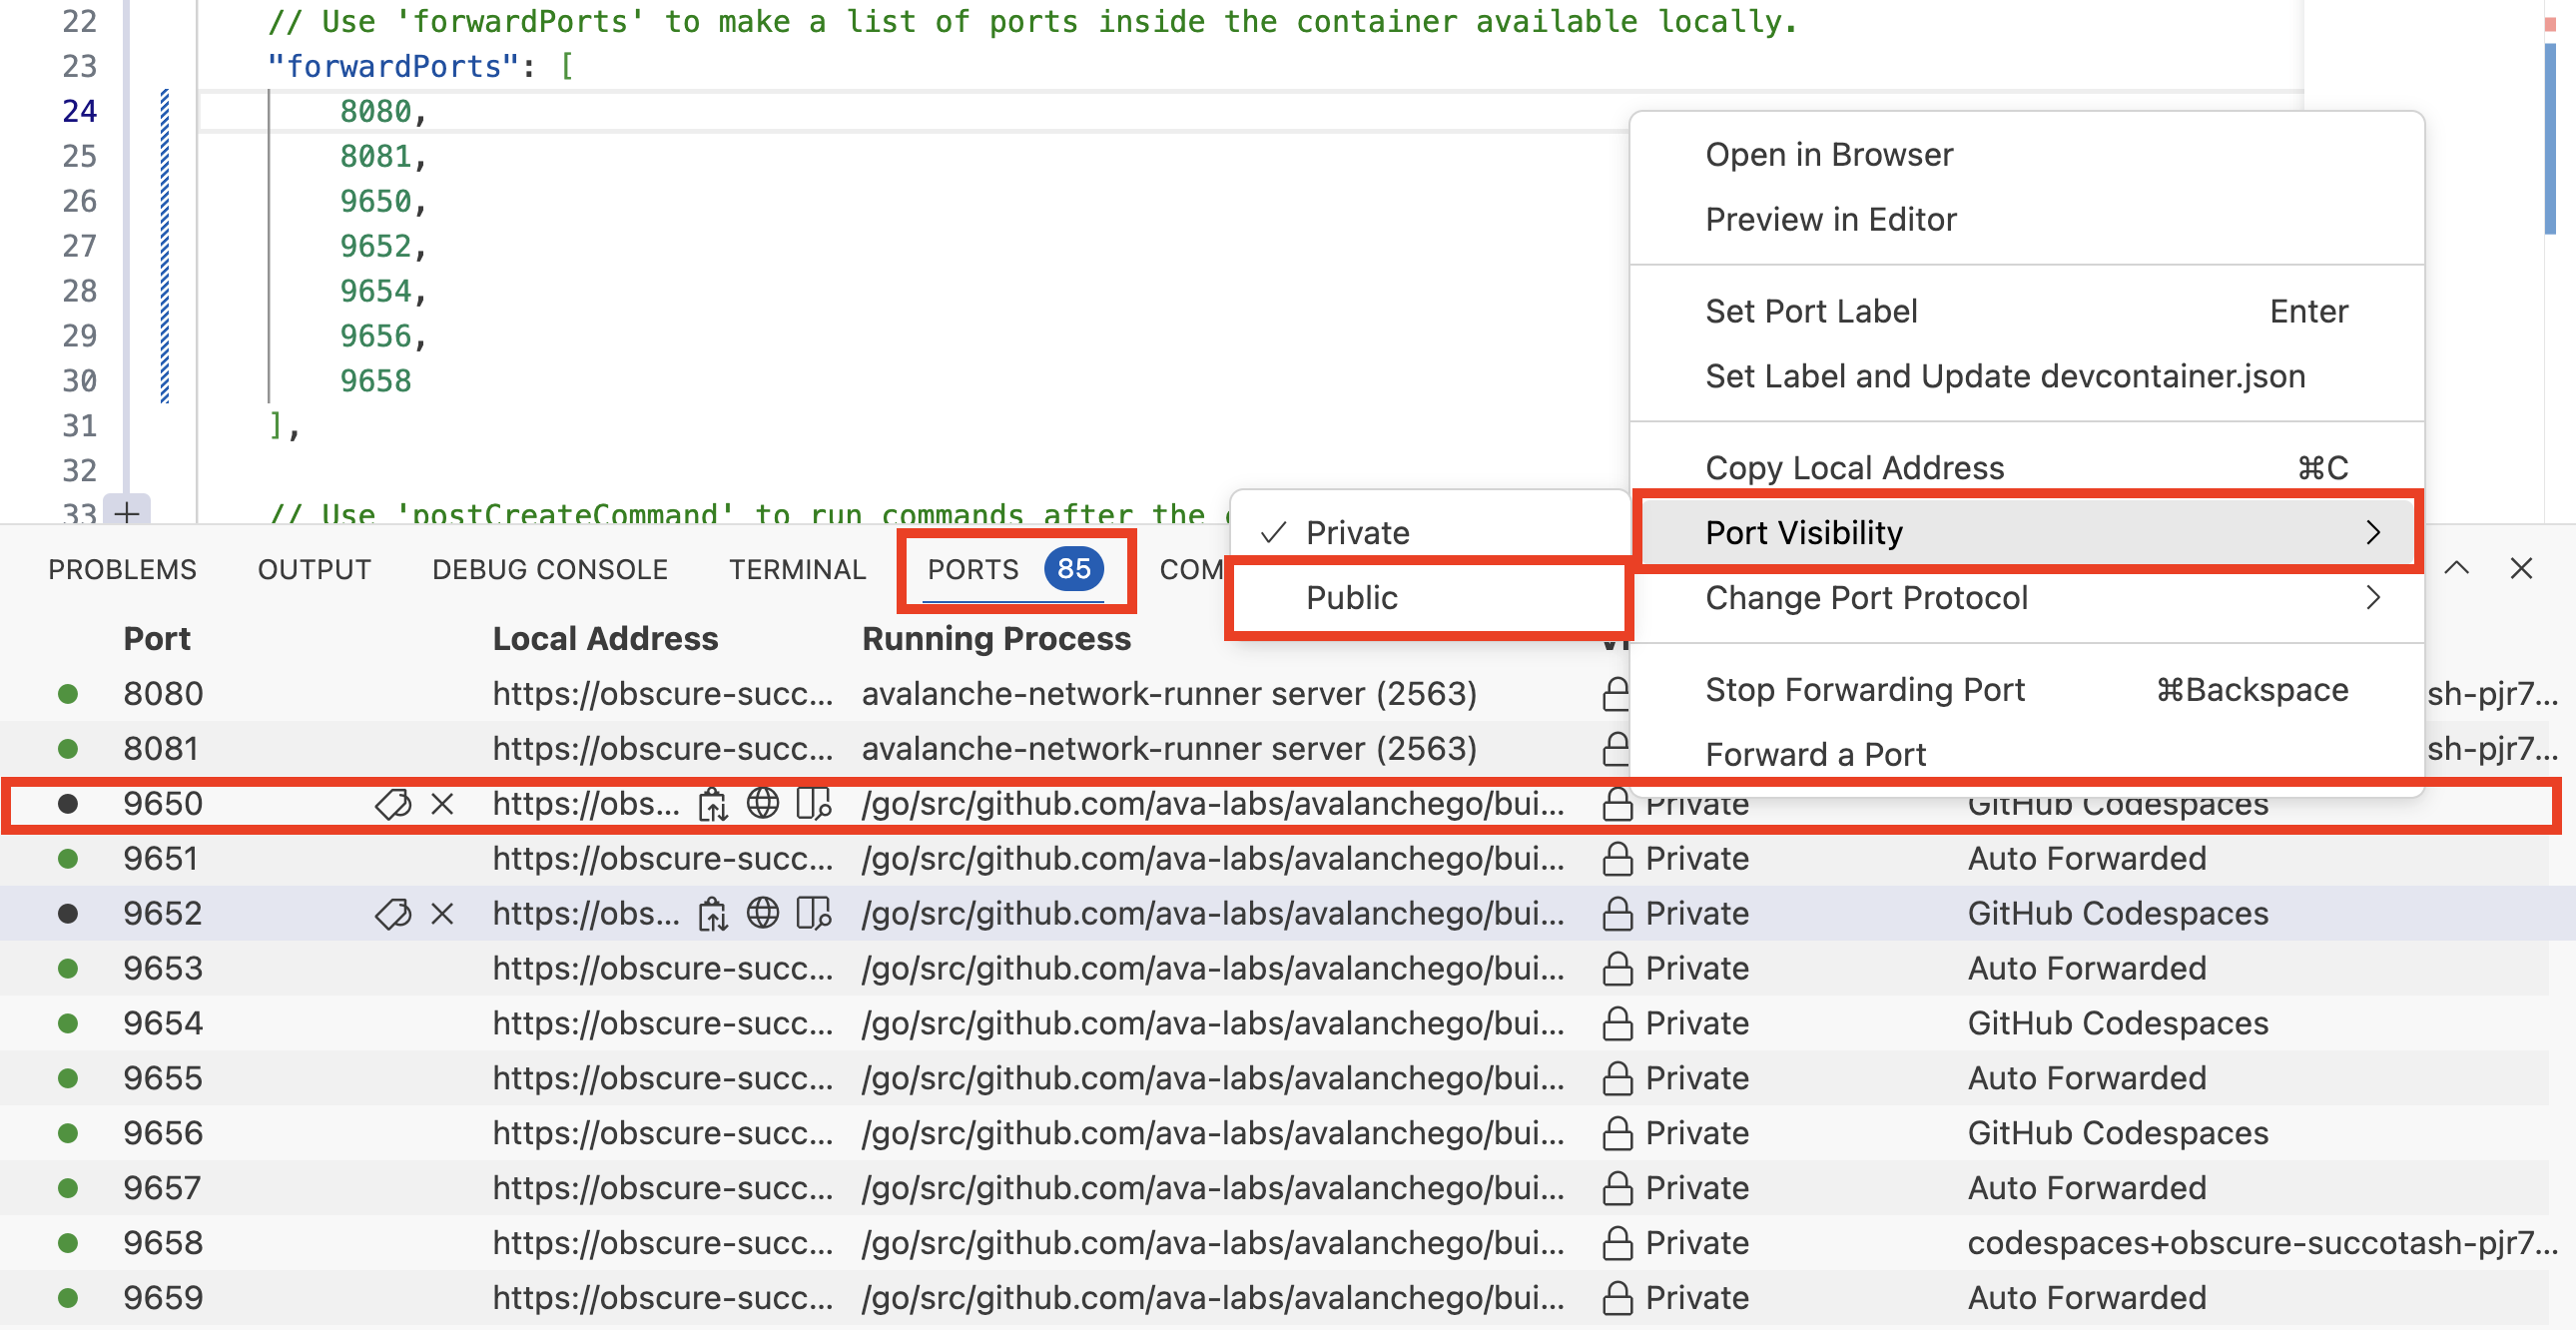 22 // Use 'forwardPorts' to make a list of ports inside the container available locally.
23 "forwardPorts": [
24 8080,
25 8081,
26 9650,
27 9652,
28 9654,
29 9656,
30 9658
31 ],
32
33 // Use 'postCreateCommand' to run commands after the
Open in Browser
Preview in Editor
Set Port Label Enter
Set Label and Update devcontainer.json
Copy Local Address ⌘C
Port Visibility
Change Port Protocol
Stop Forwarding Port ⌘Backspace
Forward a Port
Private
Public
PROBLEMS OUTPUT DEBUG CONSOLE TERMINAL PORTS 85 COM
Port Local Address Running Process
8080 https://obscure-succ... avalanche-network-runner server (2563) sh-pjr7...
8081 https://obscure-succ... avalanche-network-runner server (2563) sh-pjr7...
9650 https://obs... /go/src/github.com/ava-labs/avalanchego/bui... Private GitHub Codespaces
9651 https://obscure-succ... /go/src/github.com/ava-labs/avalanchego/bui... Private Auto Forwarded
9652 https://obs... /go/src/github.com/ava-labs/avalanchego/bui... Private GitHub Codespaces
9653 https://obscure-succ... /go/src/github.com/ava-labs/avalanchego/bui... Private Auto Forwarded
9654 https://obscure-succ... /go/src/github.com/ava-labs/avalanchego/bui... Private GitHub Codespaces
9655 https://obscure-succ... /go/src/github.com/ava-labs/avalanchego/bui... Private Auto Forwarded
9656 https://obscure-succ... /go/src/github.com/ava-labs/avalanchego/bui... Private GitHub Codespaces
9657 https://obscure-succ... /go/src/github.com/ava-labs/avalanchego/bui... Private Auto Forwarded
9658 https://obscure-succ... /go/src/github.com/ava-labs/avalanchego/bui... Private codespaces+obscure-succotash-pjr7...
9659 https://obscure-succ... /go/src/github.com/ava-labs/avalanchego/bui... Private Auto Forwarded